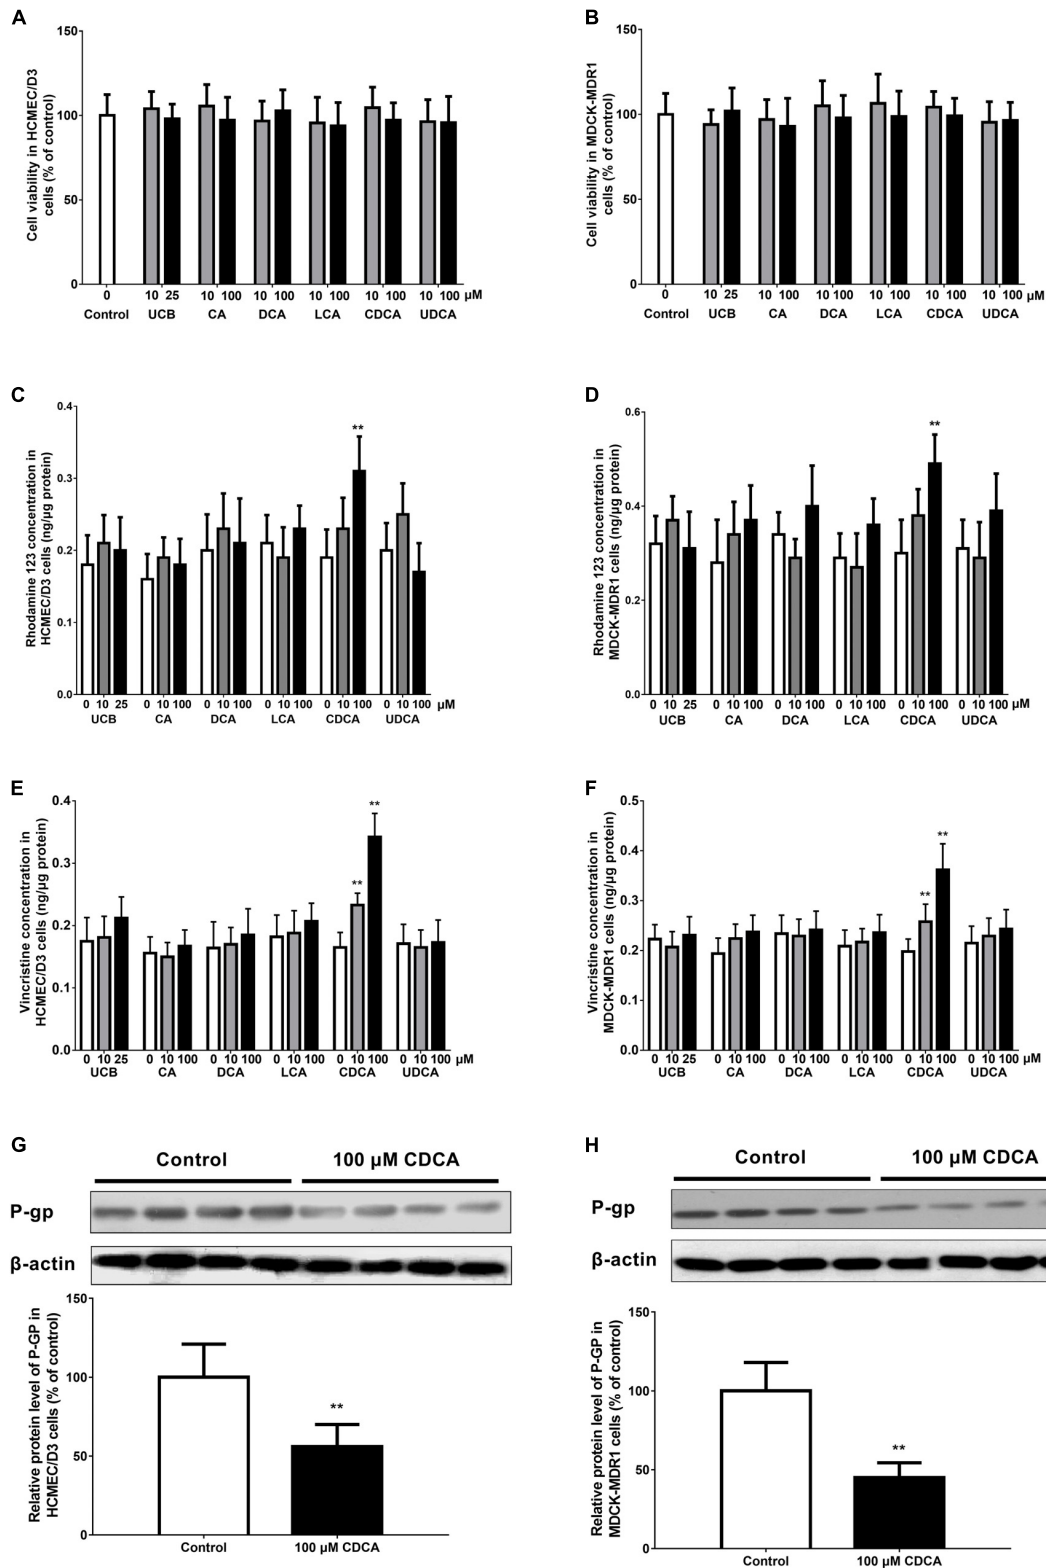 A
Cell viability in HCMEC/D3
cells (% of control)
150
100
50
0
0 10 25 10 100 10 100 10 100 10 100 10 100 µM
Control UCB CA DCA LCA CDCA UDCA
B
Cell viability in MDCK-MDR1
cells (% of control)
150
100
50
0
0 10 25 10 100 10 100 10 100 10 100 10 100 µM
Control UCB CA DCA LCA CDCA UDCA
C
Rhodamine 123 concentration in
HCMEC/D3 cells (ng/µg protein)
0.4
0.3
0.2
0.1
0.0
**
0 10 25 0 10 100 0 10 100 0 10 100 0 10 100 0 10 100 µM
UCB CA DCA LCA CDCA UDCA
D
Rhodamine 123 concentration in
MDCK-MDR1 cells (ng/µg protein)
0.6
0.4
0.2
0.0
**
0 10 25 0 10 100 0 10 100 0 10 100 0 10 100 0 10 100 µM
UCB CA DCA LCA CDCA UDCA
E
Vincristine concentration in
HCMEC/D3 cells (ng/µg protein)
0.4
0.3
0.2
0.1
0.0
** **
0 10 25 0 10 100 0 10 100 0 10 100 0 10 100 0 10 100 µM
UCB CA DCA LCA CDCA UDCA
F
Vincristine concentration in
MDCK-MDR1 cells (ng/µg protein)
0.5
0.4
0.3
0.2
0.1
0.0
** **
0 10 25 0 10 100 0 10 100 0 10 100 0 10 100 0 10 100 µM
UCB CA DCA LCA CDCA UDCA
G
Control 100 µM CDCA
P-gp
β-actin
Relative protein level of P-GP in
HCMEC/D3 cells (% of control)
150
100
50
0
**
Control 100 µM CDCA
H
Control 100 µM CDCA
P-gp
β-actin
Relative protein level of P-GP in
MDCK-MDR1 cells (% of control)
150
100
50
0
**
Control 100 µM CDCA